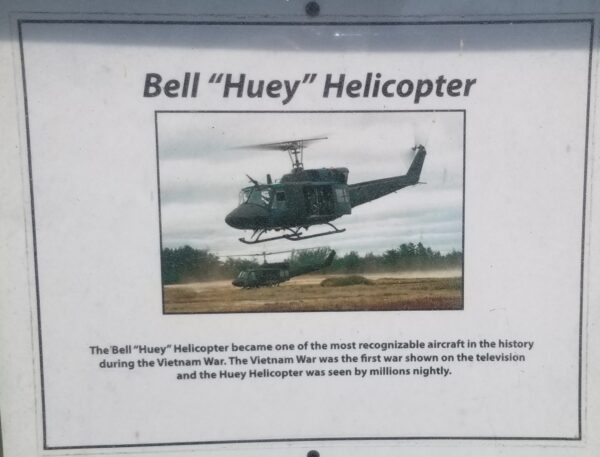 Bell “Huey” Helicopter
The Bell “Huey” Helicopter became one of the most recognizable aircraft in the history
during the Vietnam War. The Vietnam War was the first war shown on the television
and the Huey Helicopter was seen by millions nightly.